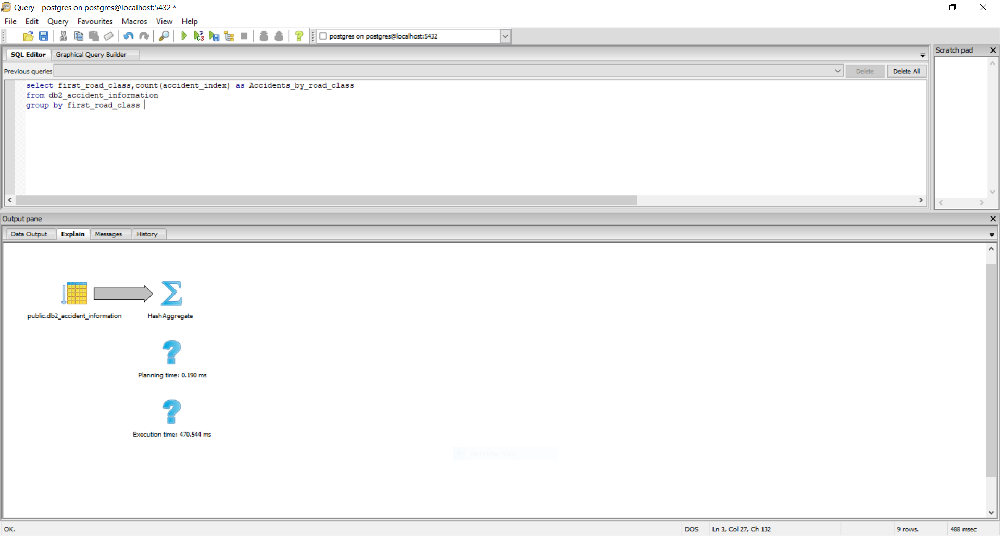 Query - postgres on postgres@localhost:5432 *
File Edit Query Favourites Macros View Help
postgres on postgres@localhost:5432
SQL Editor Graphical Query Builder
Scratch pad
Previous queries Delete Delete All
select first_road_class,count(accident_index) as Accidents_by_road_class
from db2_accident_information
group by first_road_class
Output pane
Data Output Explain Messages History
public.db2_accident_information HashAggregate
Planning time: 0.190 ms
Execution time: 470.544 ms
Window Snip
OK. DOS Ln 3, Col 27, Ch 132 9 rows. 488 msec